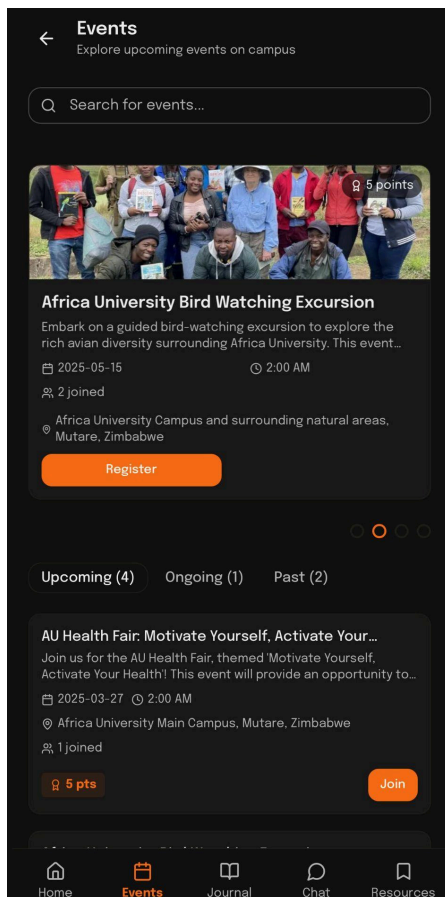 Events
Explore upcoming events on campus
Search for events...
5 points
Africa University Bird Watching Excursion
Embark on a guided bird-watching excursion to explore the
rich avian diversity surrounding Africa University. This event...
2025-05-15
2:00 AM
2 joined
Africa University Campus and surrounding natural areas,
Mutare, Zimbabwe
Register
Upcoming (4)
Ongoing (1)
Past (2)
AU Health Fair: Motivate Yourself, Activate Your...
Join us for the AU Health Fair, themed 'Motivate Yourself,
Activate Your Health'! This event will provide an opportunity to...
2025-03-27
2:00 AM
Africa University Main Campus, Mutare, Zimbabwe
1 joined
5 pts
Join
Home
Events
Journal
Chat
Resources